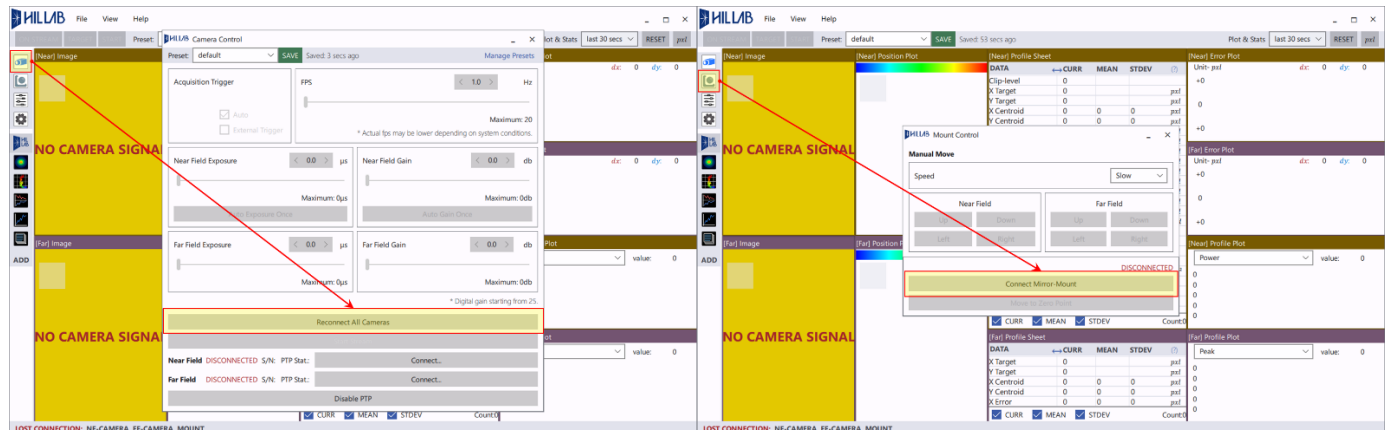 HILLAB File View Help
Preset:
lot & Stats last 30 secs RESET pxl
HILLAB Camera Control
Preset: default SAVE Saved: 3 secs ago Manage Presets
[Near] Image
ot
dx: 0 dy: 0
Acquisition Trigger
Auto
External Trigger
FPS
< 1.0 > Hz
Maximum: 20
* Actual fps may be lower depending on system conditions.
NO CAMERA SIGNA
Near Field Exposure < 0.0 > μs
Maximum: 0μs
Auto Exposure Once
Near Field Gain < 0.0 > db
Maximum: 0db
Auto Gain Once
dx: 0 dy: 0
[Far] Image
Plot
Far Field Exposure < 0.0 > μs
Maximum: 0μs
Far Field Gain < 0.0 > db
Maximum: 0db
value: 0
ADD
* Digital gain starting from 25.
Reconnect All Cameras
NO CAMERA SIGNA
ot
value: 0
Near Field DISCONNECTED S/N: PTP Stat.: Connect..
Far Field DISCONNECTED S/N: PTP Stat.: Connect..
Disable PTP
CURR MEAN STDEV Count:0
LOST CONNECTION: NF-CAMERA FF-CAMERA MOUNT
HILLAB File View Help
Preset: default SAVE Saved: 53 secs ago
Plot & Stats last 30 secs RESET pxl
[Near] Image
[Near] Position Plot
[Near] Profile Sheet
DATA CURR MEAN STDEV (?)
Clip-level 0
X Target 0 pxl
Y Target 0 pxl
X Centroid 0 0 0 pxl
Y Centroid 0 0 0
[Near] Error Plot
Unit- pxl dx: 0 dy: 0
+0
0
+0
NO CAMERA SIGNAL
HILLAB Mount Control
Manual Move
Speed Slow
Near Field
Up Down
Left Right
Far Field
Up Down
Left Right
DISCONNECTED
Connect Mirror-Mount
Move to Zero Point
[Far] Error Plot
Unit- pxl dx: 0 dy: 0
+0
0
+0
[Far] Image
[Far] Position P
[Near] Profile Plot
Power value: 0
0
0
0
0
0
ADD
CURR MEAN STDEV Count:0
NO CAMERA SIGNAL
[Far] Profile Sheet
DATA CURR MEAN STDEV (?)
X Target 0 pxl
Y Target 0 pxl
X Centroid 0 0 0 pxl
Y Centroid 0 0 0 pxl
X Error 0 0 0 pxl
CURR MEAN STDEV Count:0
[Far] Profile Plot
Peak value: 0
0
0
0
0
0
LOST CONNECTION: NF-CAMERA FF-CAMERA MOUNT